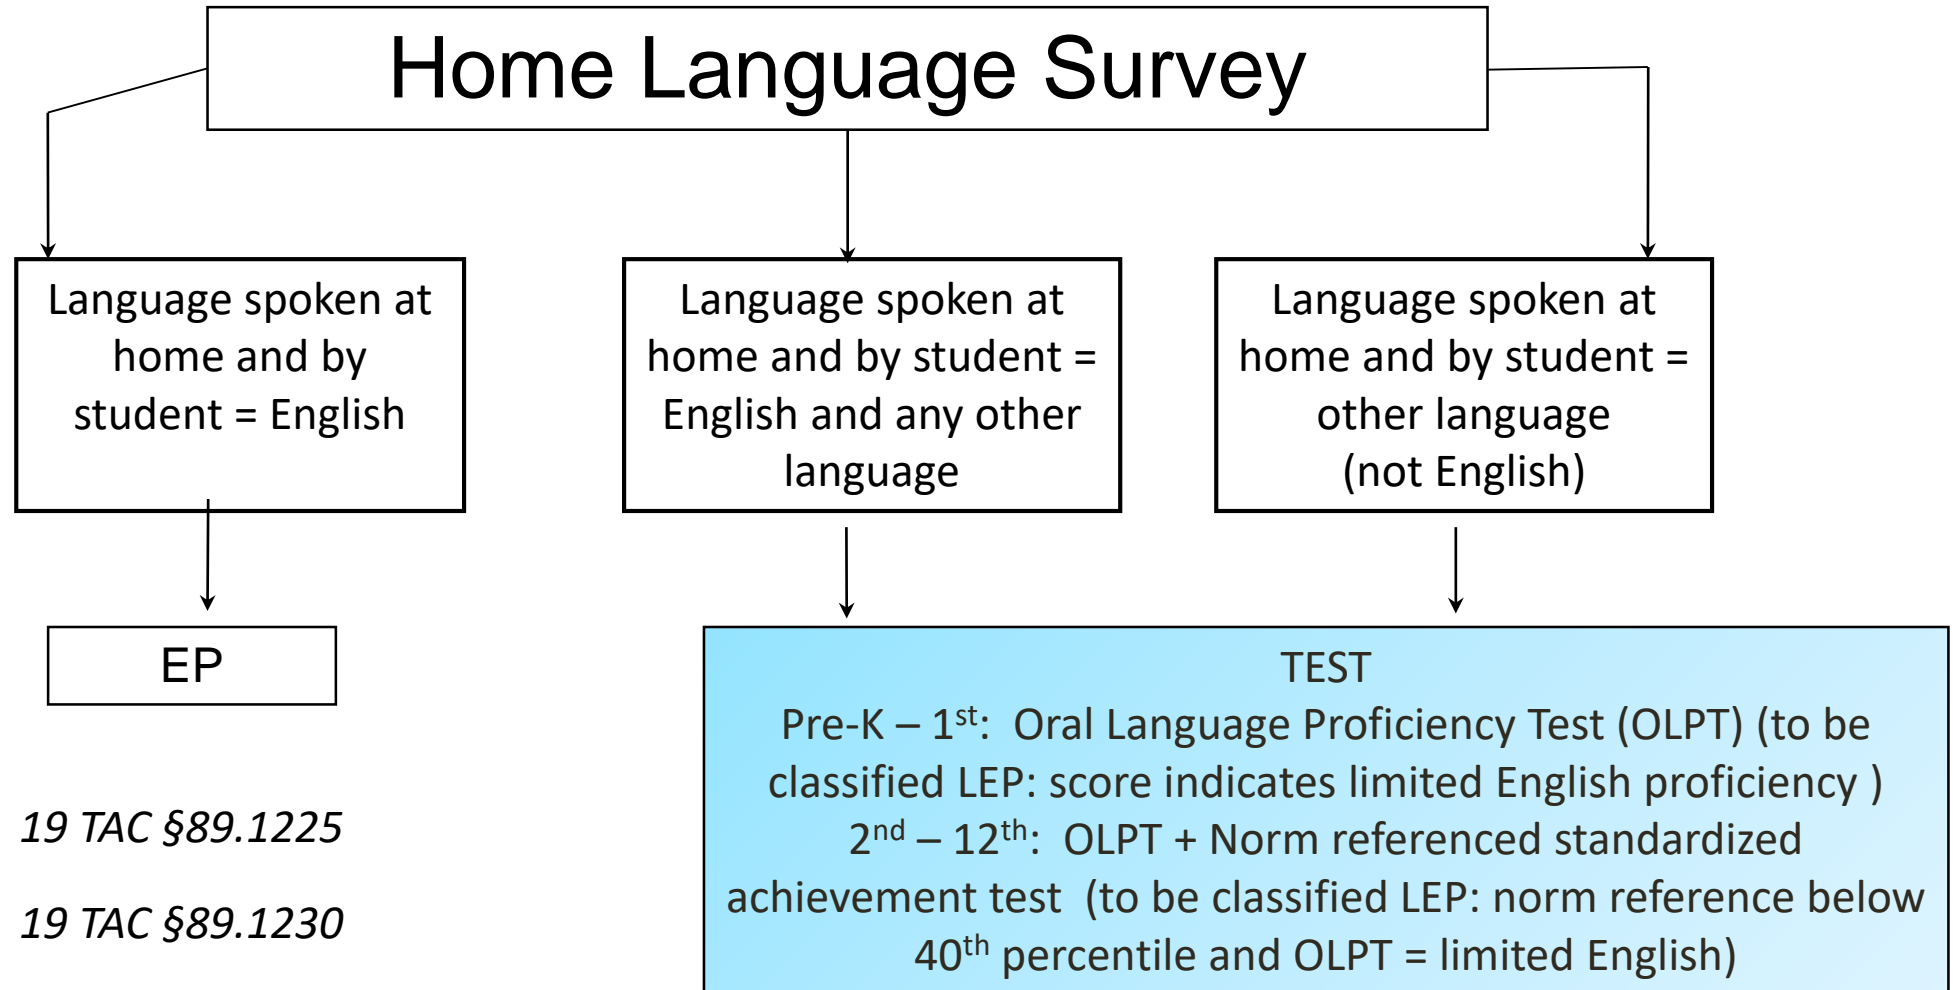 Home Language Survey
Language spoken at
home and by
student = English
Language spoken at
home and by student =
English and any other
language
Language spoken at
home and by student =
other language
(not English)
EP
TEST
Pre-K – 1st:  Oral Language Proficiency Test (OLPT) (to be
classified LEP: score indicates limited English proficiency )
2nd – 12th:  OLPT + Norm referenced standardized
achievement test  (to be classified LEP: norm reference below
40th percentile and OLPT = limited English)
19 TAC §89.1225
19 TAC §89.1230